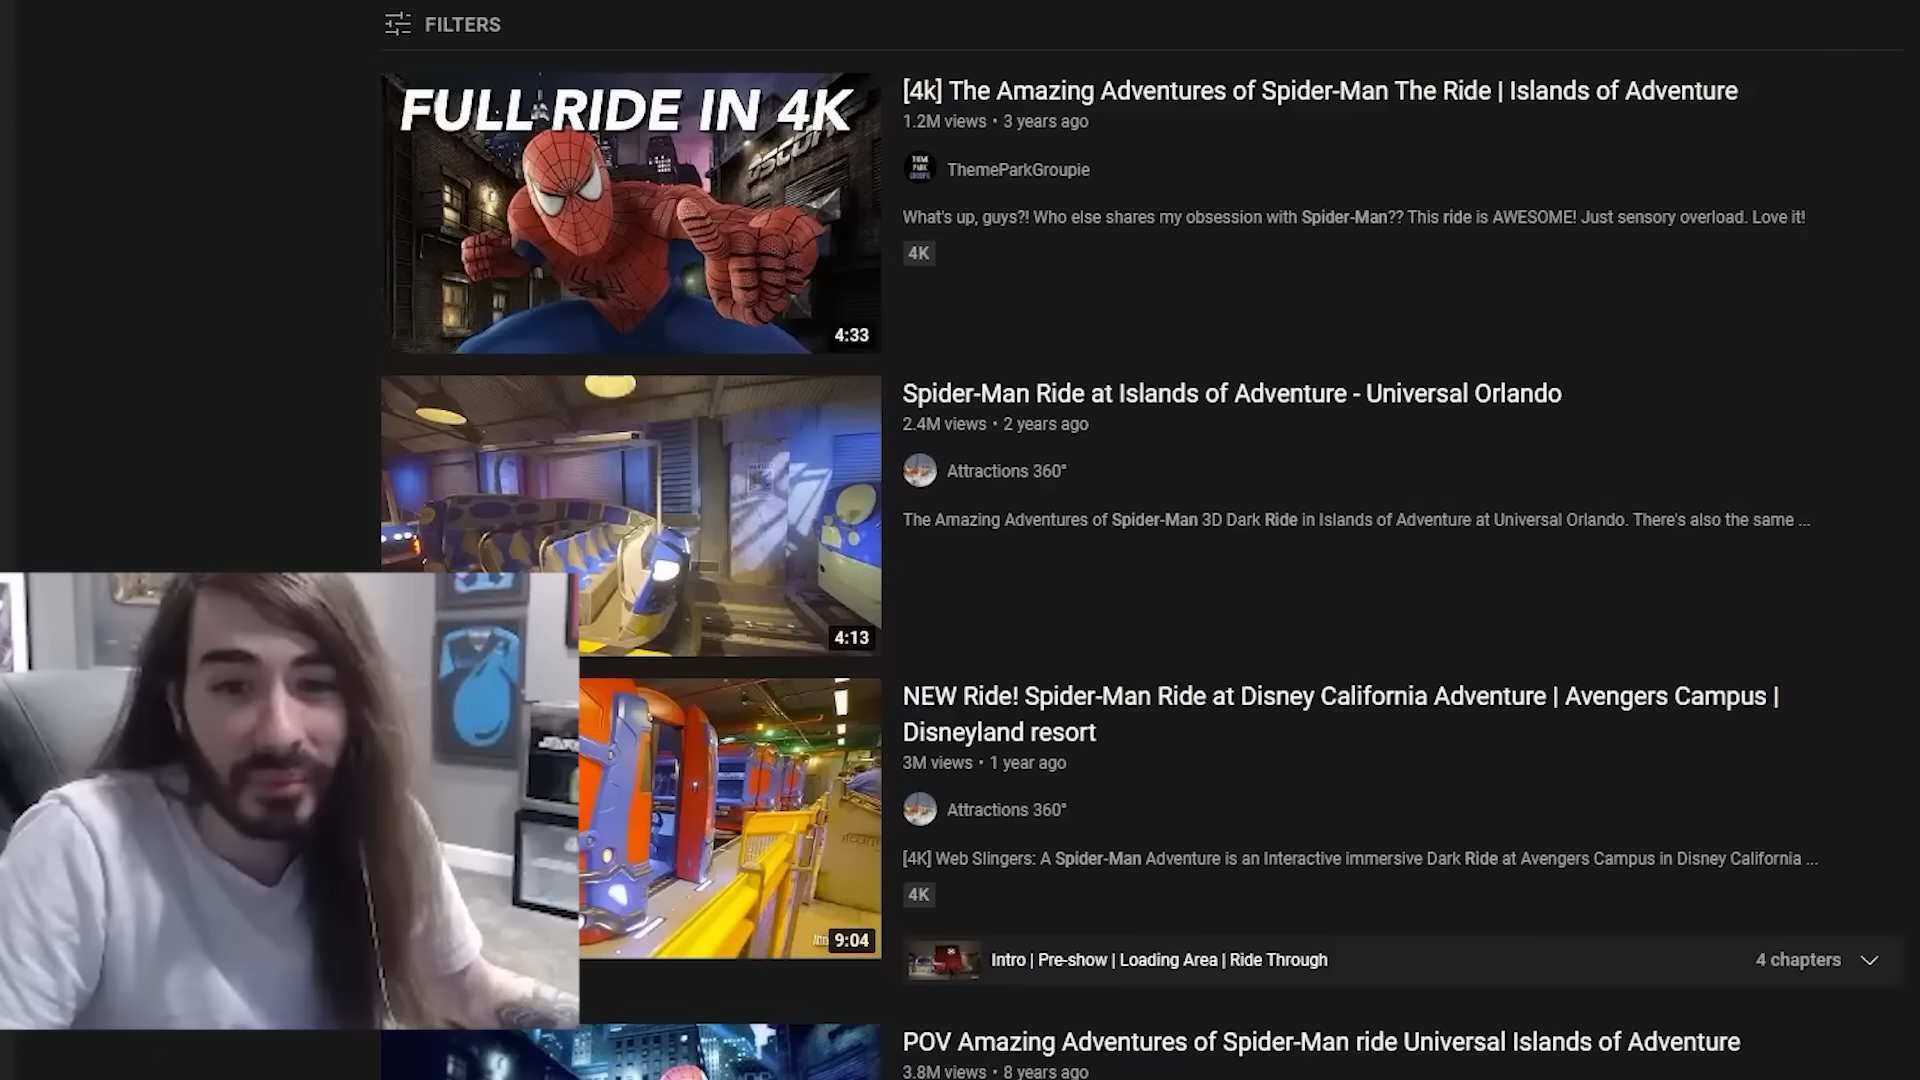 FILTERS
FULL RIDE IN 4K
OSCOR
4:33
[4k] The Amazing Adventures of Spider-Man The Ride | Islands of Adventure
1.2M views • 3 years ago
THEME
PARK
GROUPIE
ThemeParkGroupie
What's up, guys?! Who else shares my obsession with Spider-Man?? This ride is AWESOME! Just sensory overload. Love it!
4K
WANTED
4:13
Spider-Man Ride at Islands of Adventure - Universal Orlando
2.4M views • 2 years ago
Attractions 360°
The Amazing Adventures of Spider-Man 3D Dark Ride in Islands of Adventure at Universal Orlando. There's also the same ...
9:04
NEW Ride! Spider-Man Ride at Disney California Adventure | Avengers Campus |
Disneyland resort
3M views • 1 year ago
Attractions 360°
[4K] Web Slingers: A Spider-Man Adventure is an Interactive immersive Dark Ride at Avengers Campus in Disney California ...
4K
Intro | Pre-show | Loading Area | Ride Through
4 chapters
POV Amazing Adventures of Spider-Man ride Universal Islands of Adventure
3.8M views • 8 years ago